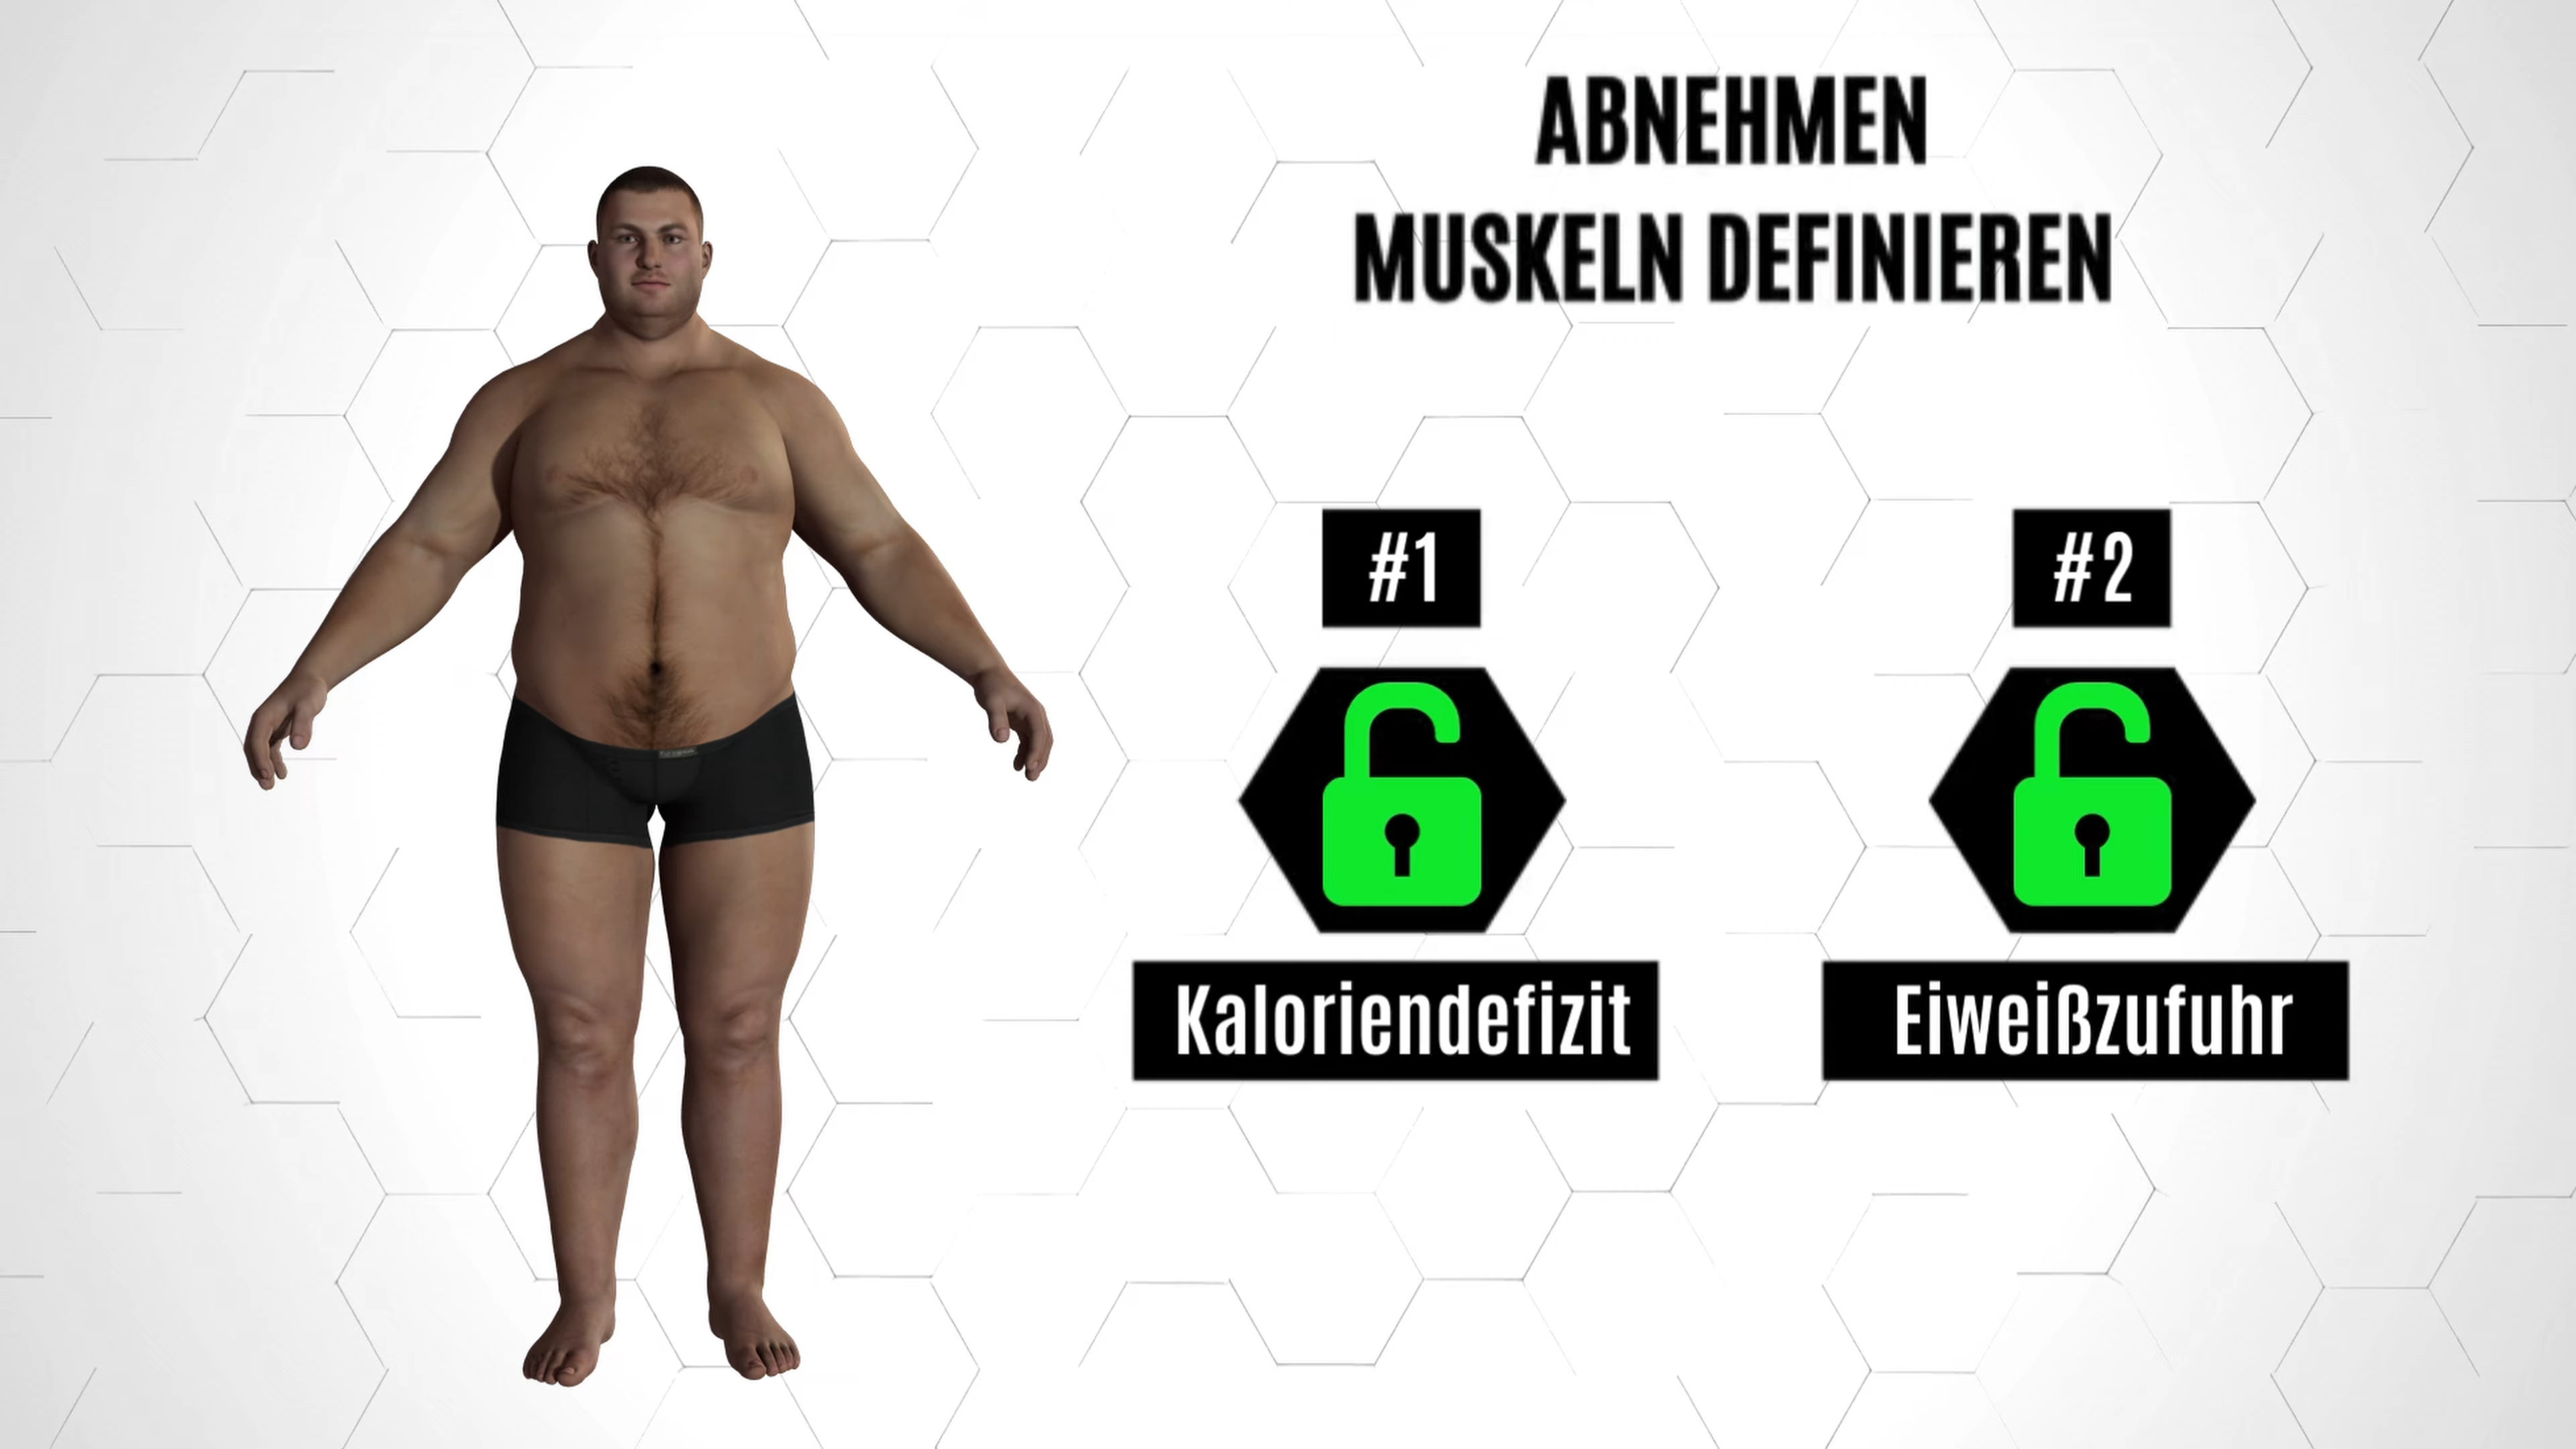 ABNEHMEN
MUSKELN DEFINIEREN
#1
#2
Kaloriendefizit
Eiweißzufuhr